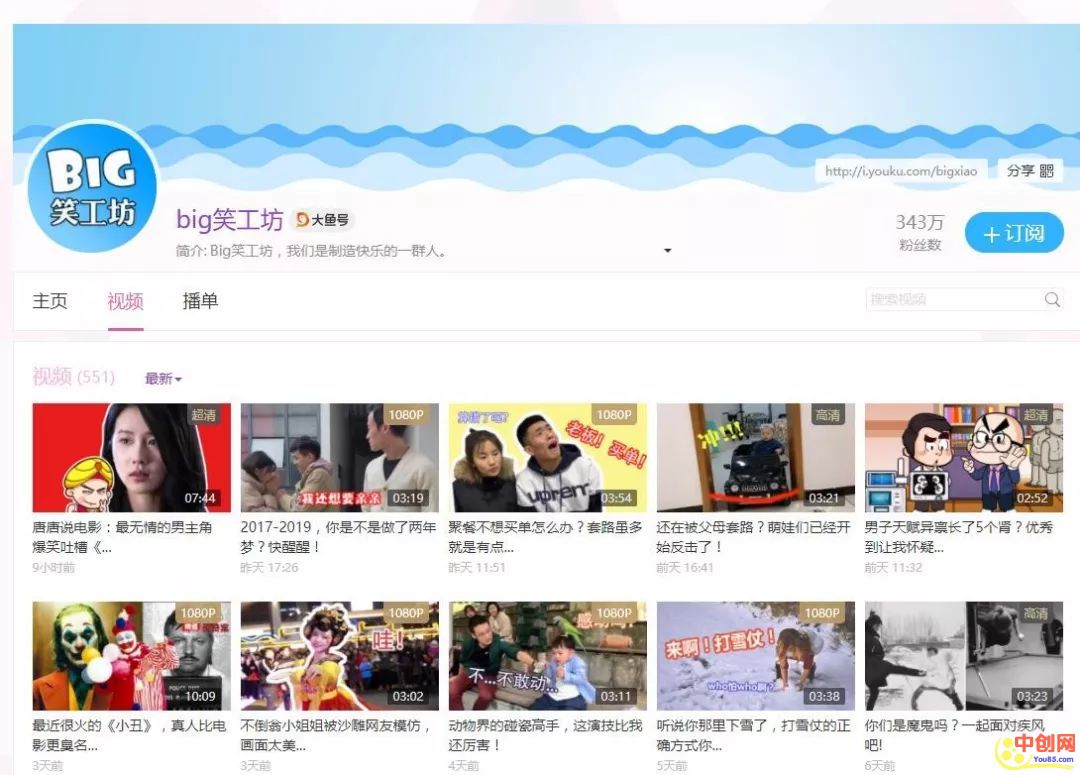 BIG
笑工坊
http://i.youku.com/bigxiao
分享
big笑工坊
大鱼号
简介: Big笑工坊，我们是制造快乐的一群人。
343万
粉丝数
+订阅
主页
视频
播单
搜索视频
视频 (551)
最新
超清
07:44
1080P
我还想要亲亲
03:19
1080P
老板! 买单!
03:54
高清
冲!!!
03:21
超清
02:52
唐唐说电影：最无情的男主角
爆笑吐槽《...
9小时前
2017-2019，你是不是做了两年
梦？快醒醒！
昨天 17:26
聚餐不想买单怎么办？套路虽多
就是有点...
昨天 11:51
还在被父母套路？萌娃们已经开
始反击了！
前天 16:41
男子天赋异禀长了5个肾？优秀
到让我怀疑...
前天 11:32
1080P
10:09
1080P
哇!
03:02
1080P
不...不敢动...
03:11
1080P
来啊!打雪仗!
who怕who啊?
03:38
高清
03:23
最近很火的《小丑》，真人比电
影更臭名...
3天前
不倒翁小姐姐被沙雕网友模仿，
画面太美...
3天前
动物界的碰瓷高手，这演技比我
还厉害！
4天前
听说你那里下雪了，打雪仗的正
确方式你...
5天前
你们是魔鬼吗？一起面对疾风
吧!
6天前
中创网
You85.com